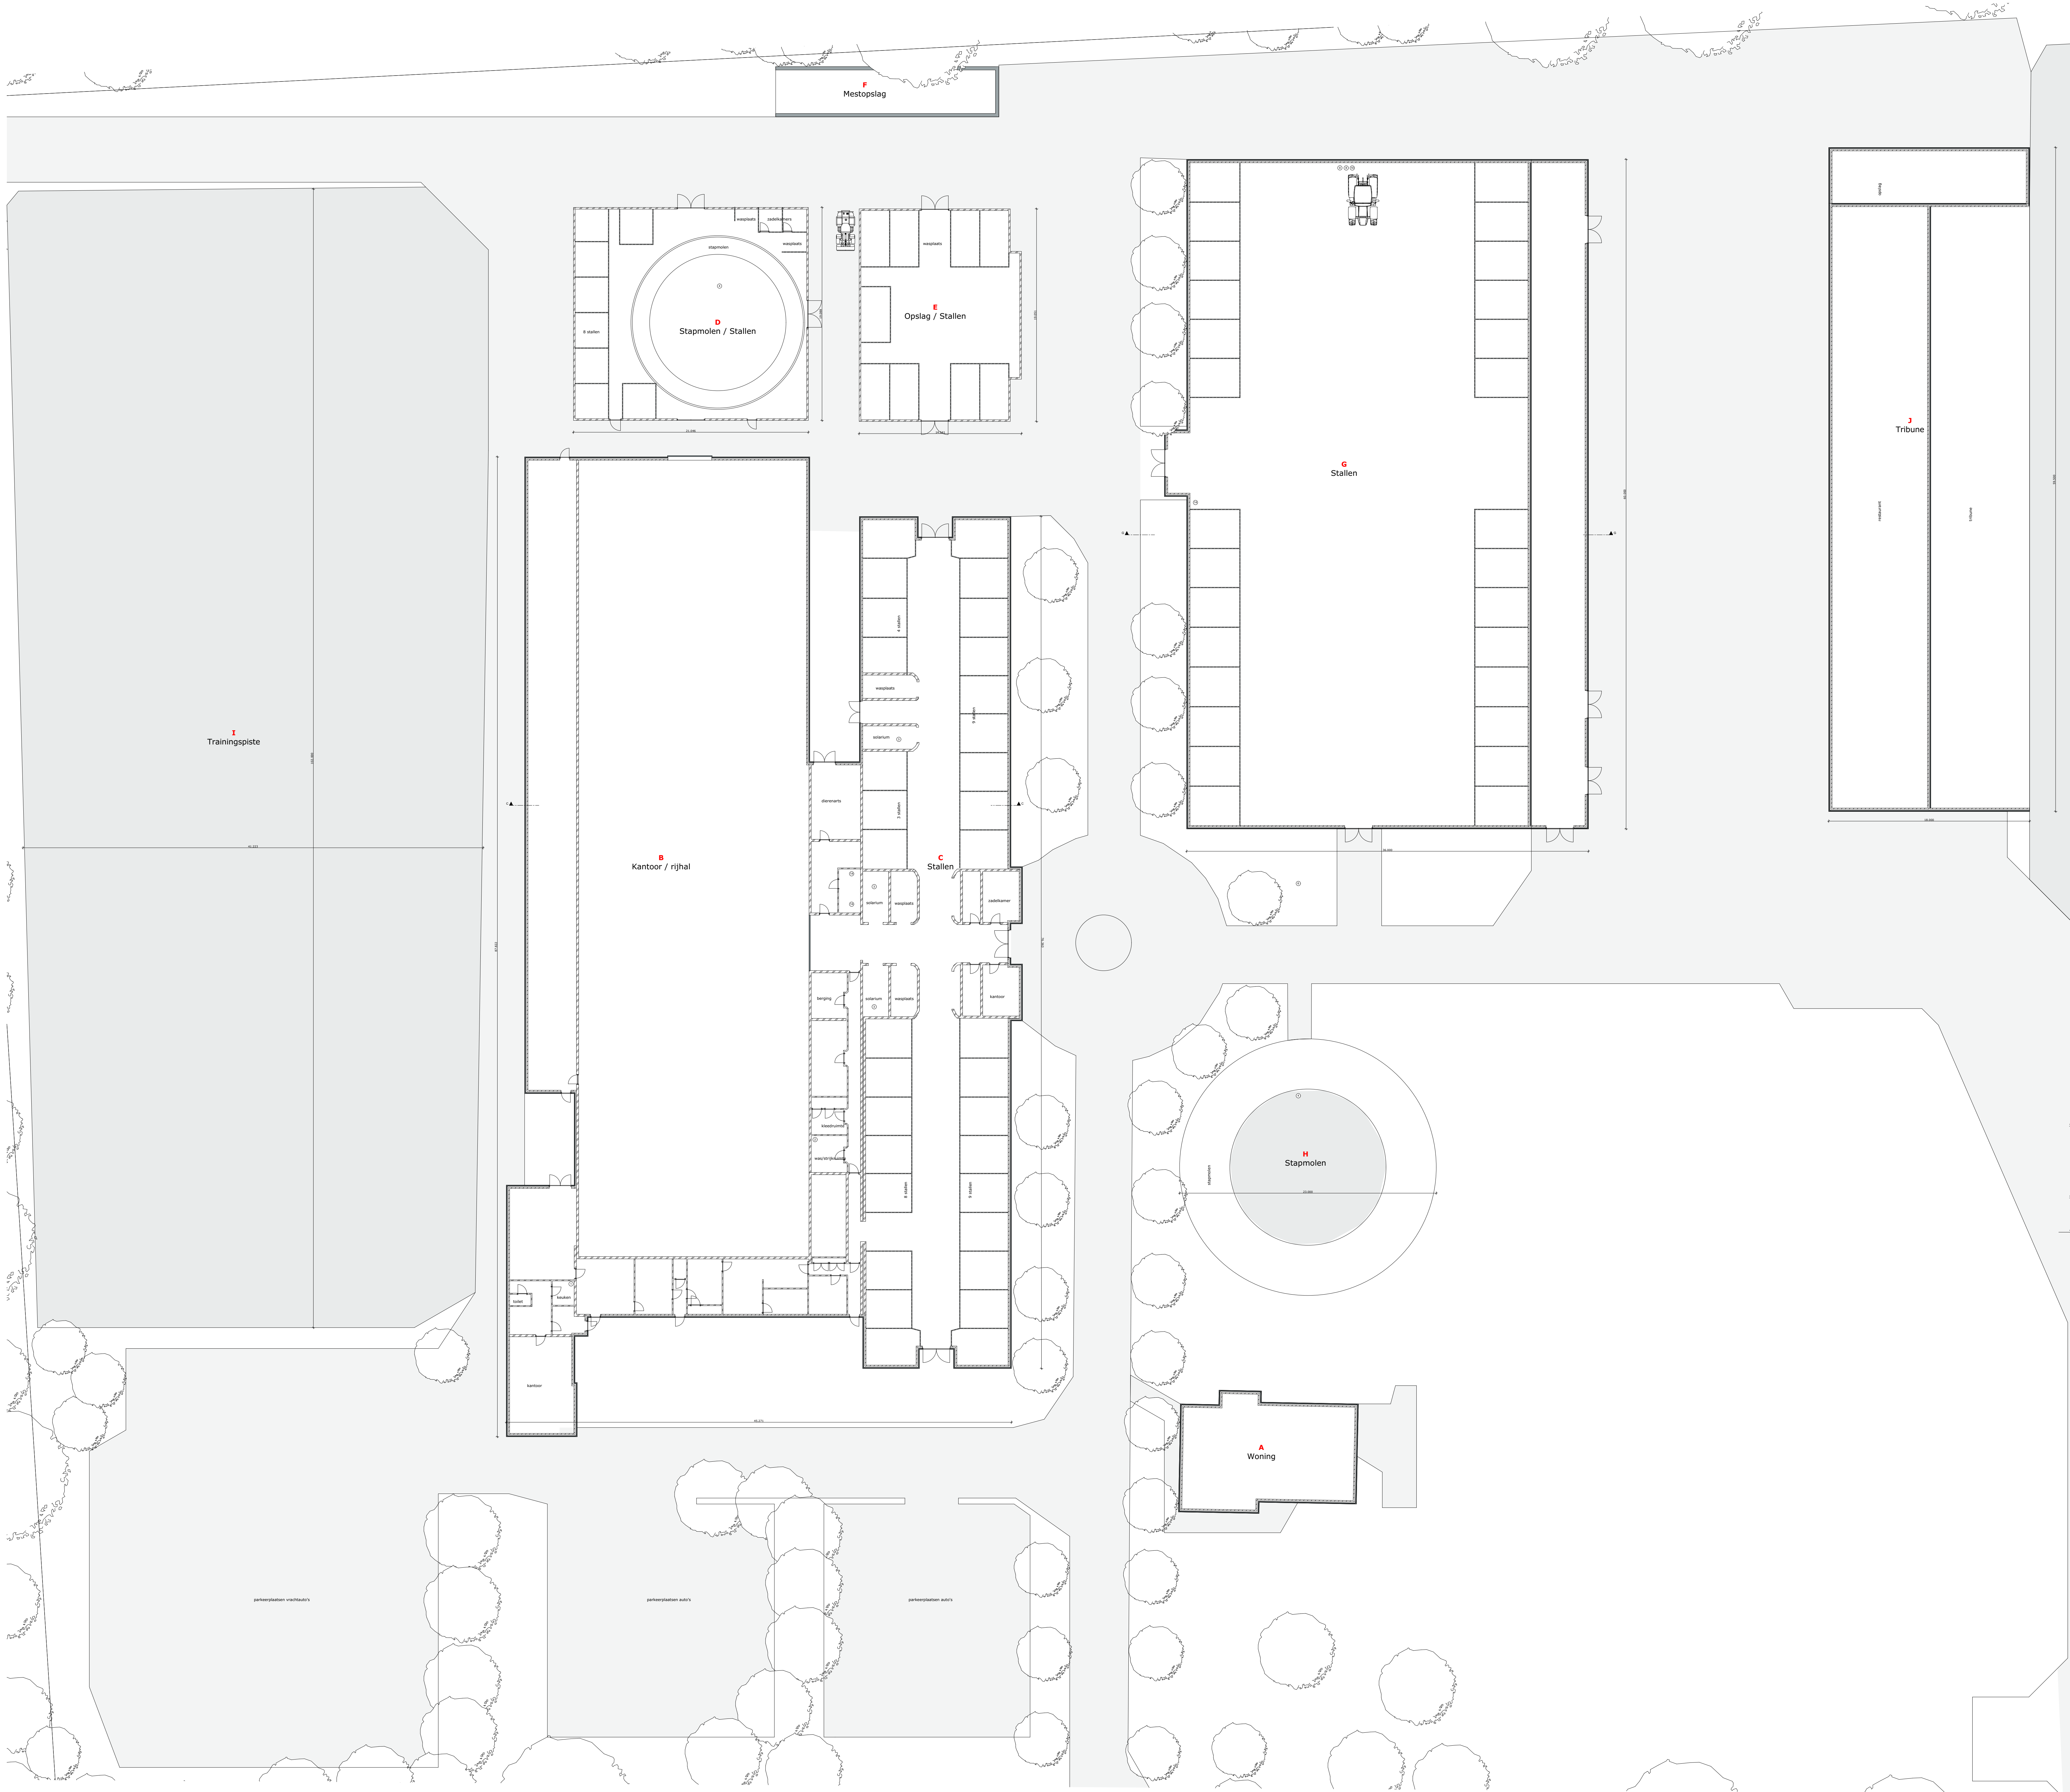 F
Mestopslag
wasplaats
zadelkamers
wasplaats
stapmolen
8 stallen
D
Stapmolen / Stallen
wasplaats
E
Opslag / Stallen
G
Stallen
opslag
J
Tribune
restaurant
tribune
I
Trainingspiste
B
Kantoor / rijhal
4 stallen
wasplaats
solarium
9 stallen
dierenarts
3 stallen
C
Stallen
solarium
wasplaats
zadelkamer
berging
solarium
wasplaats
kantoor
kleedruimte
8 stallen
9 stallen
toilet
keuken
kantoor
H
Stapmolen
stapmolen
A
Woning
parkeerplaatsen vrachtauto's
parkeerplaatsen auto's
parkeerplaatsen auto's